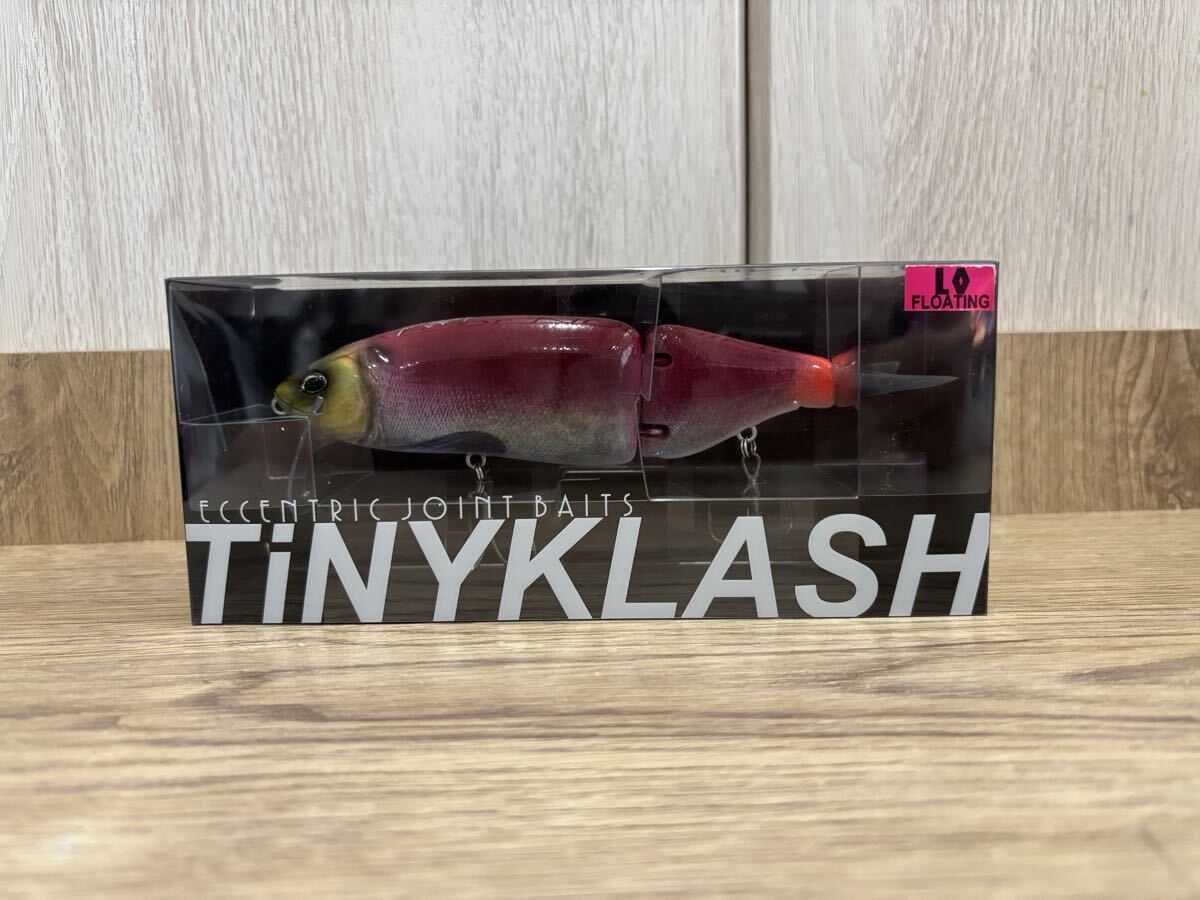 LO
FLOATING
ECCENTRIC JOINT BAITS
TiNYKLASH